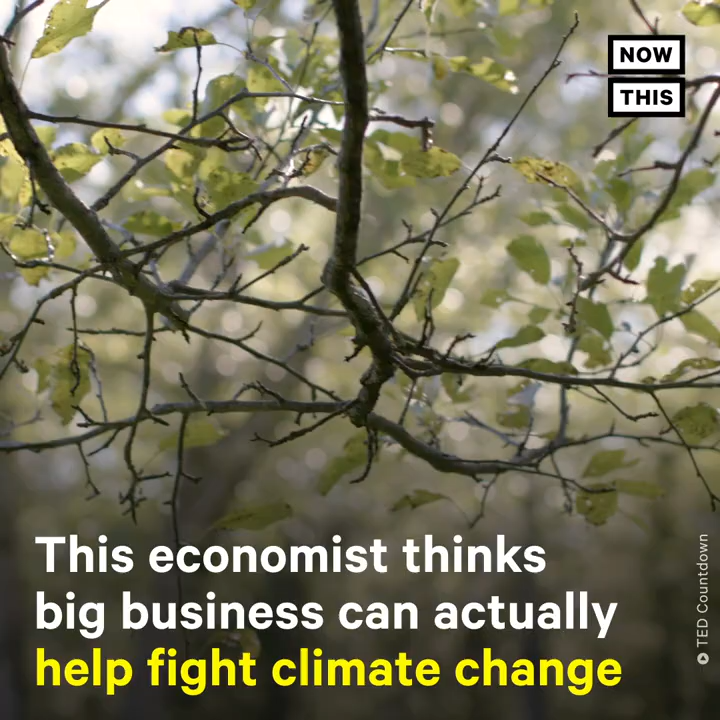 NOW
THIS
This economist thinks
big business can actually
help fight climate change
TED Countdown